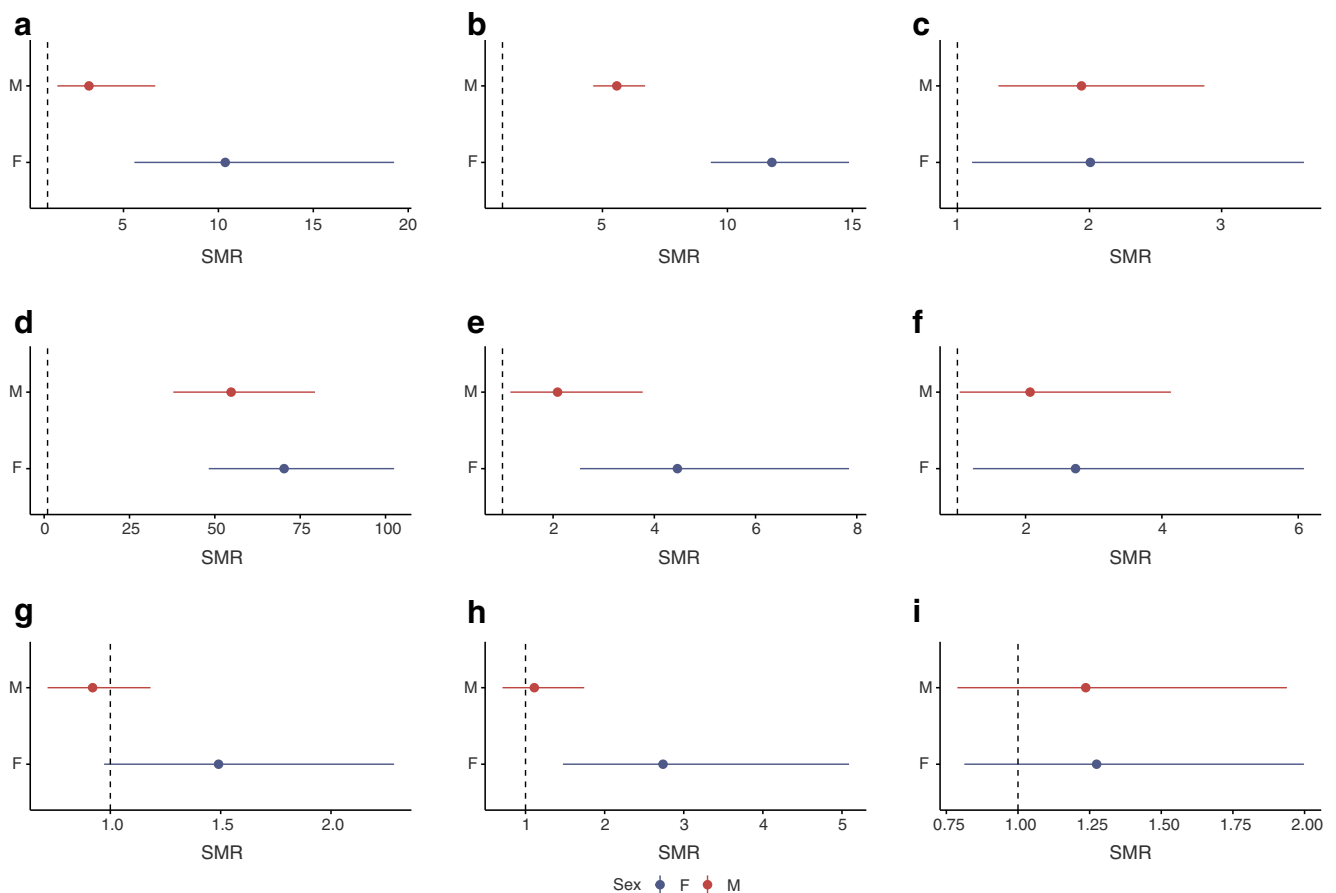 a b c
M M M
F F F
5 10 15 20 5 10 15 1 2 3
SMR SMR SMR
d e f
M M M
F F F
0 25 50 75 100 2 4 6 8 2 4 6
SMR SMR SMR
g h i
M M M
F F F
1.0 1.5 2.0 1 2 3 4 5 0.75 1.00 1.25 1.50 1.75 2.00
SMR SMR SMR
Sex F M